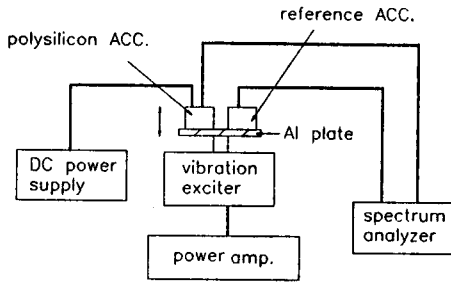 reference ACC.
polysilicon ACC.
Al plate
DC power
supply
vibration
exciter
spectrum
analyzer
power amp.